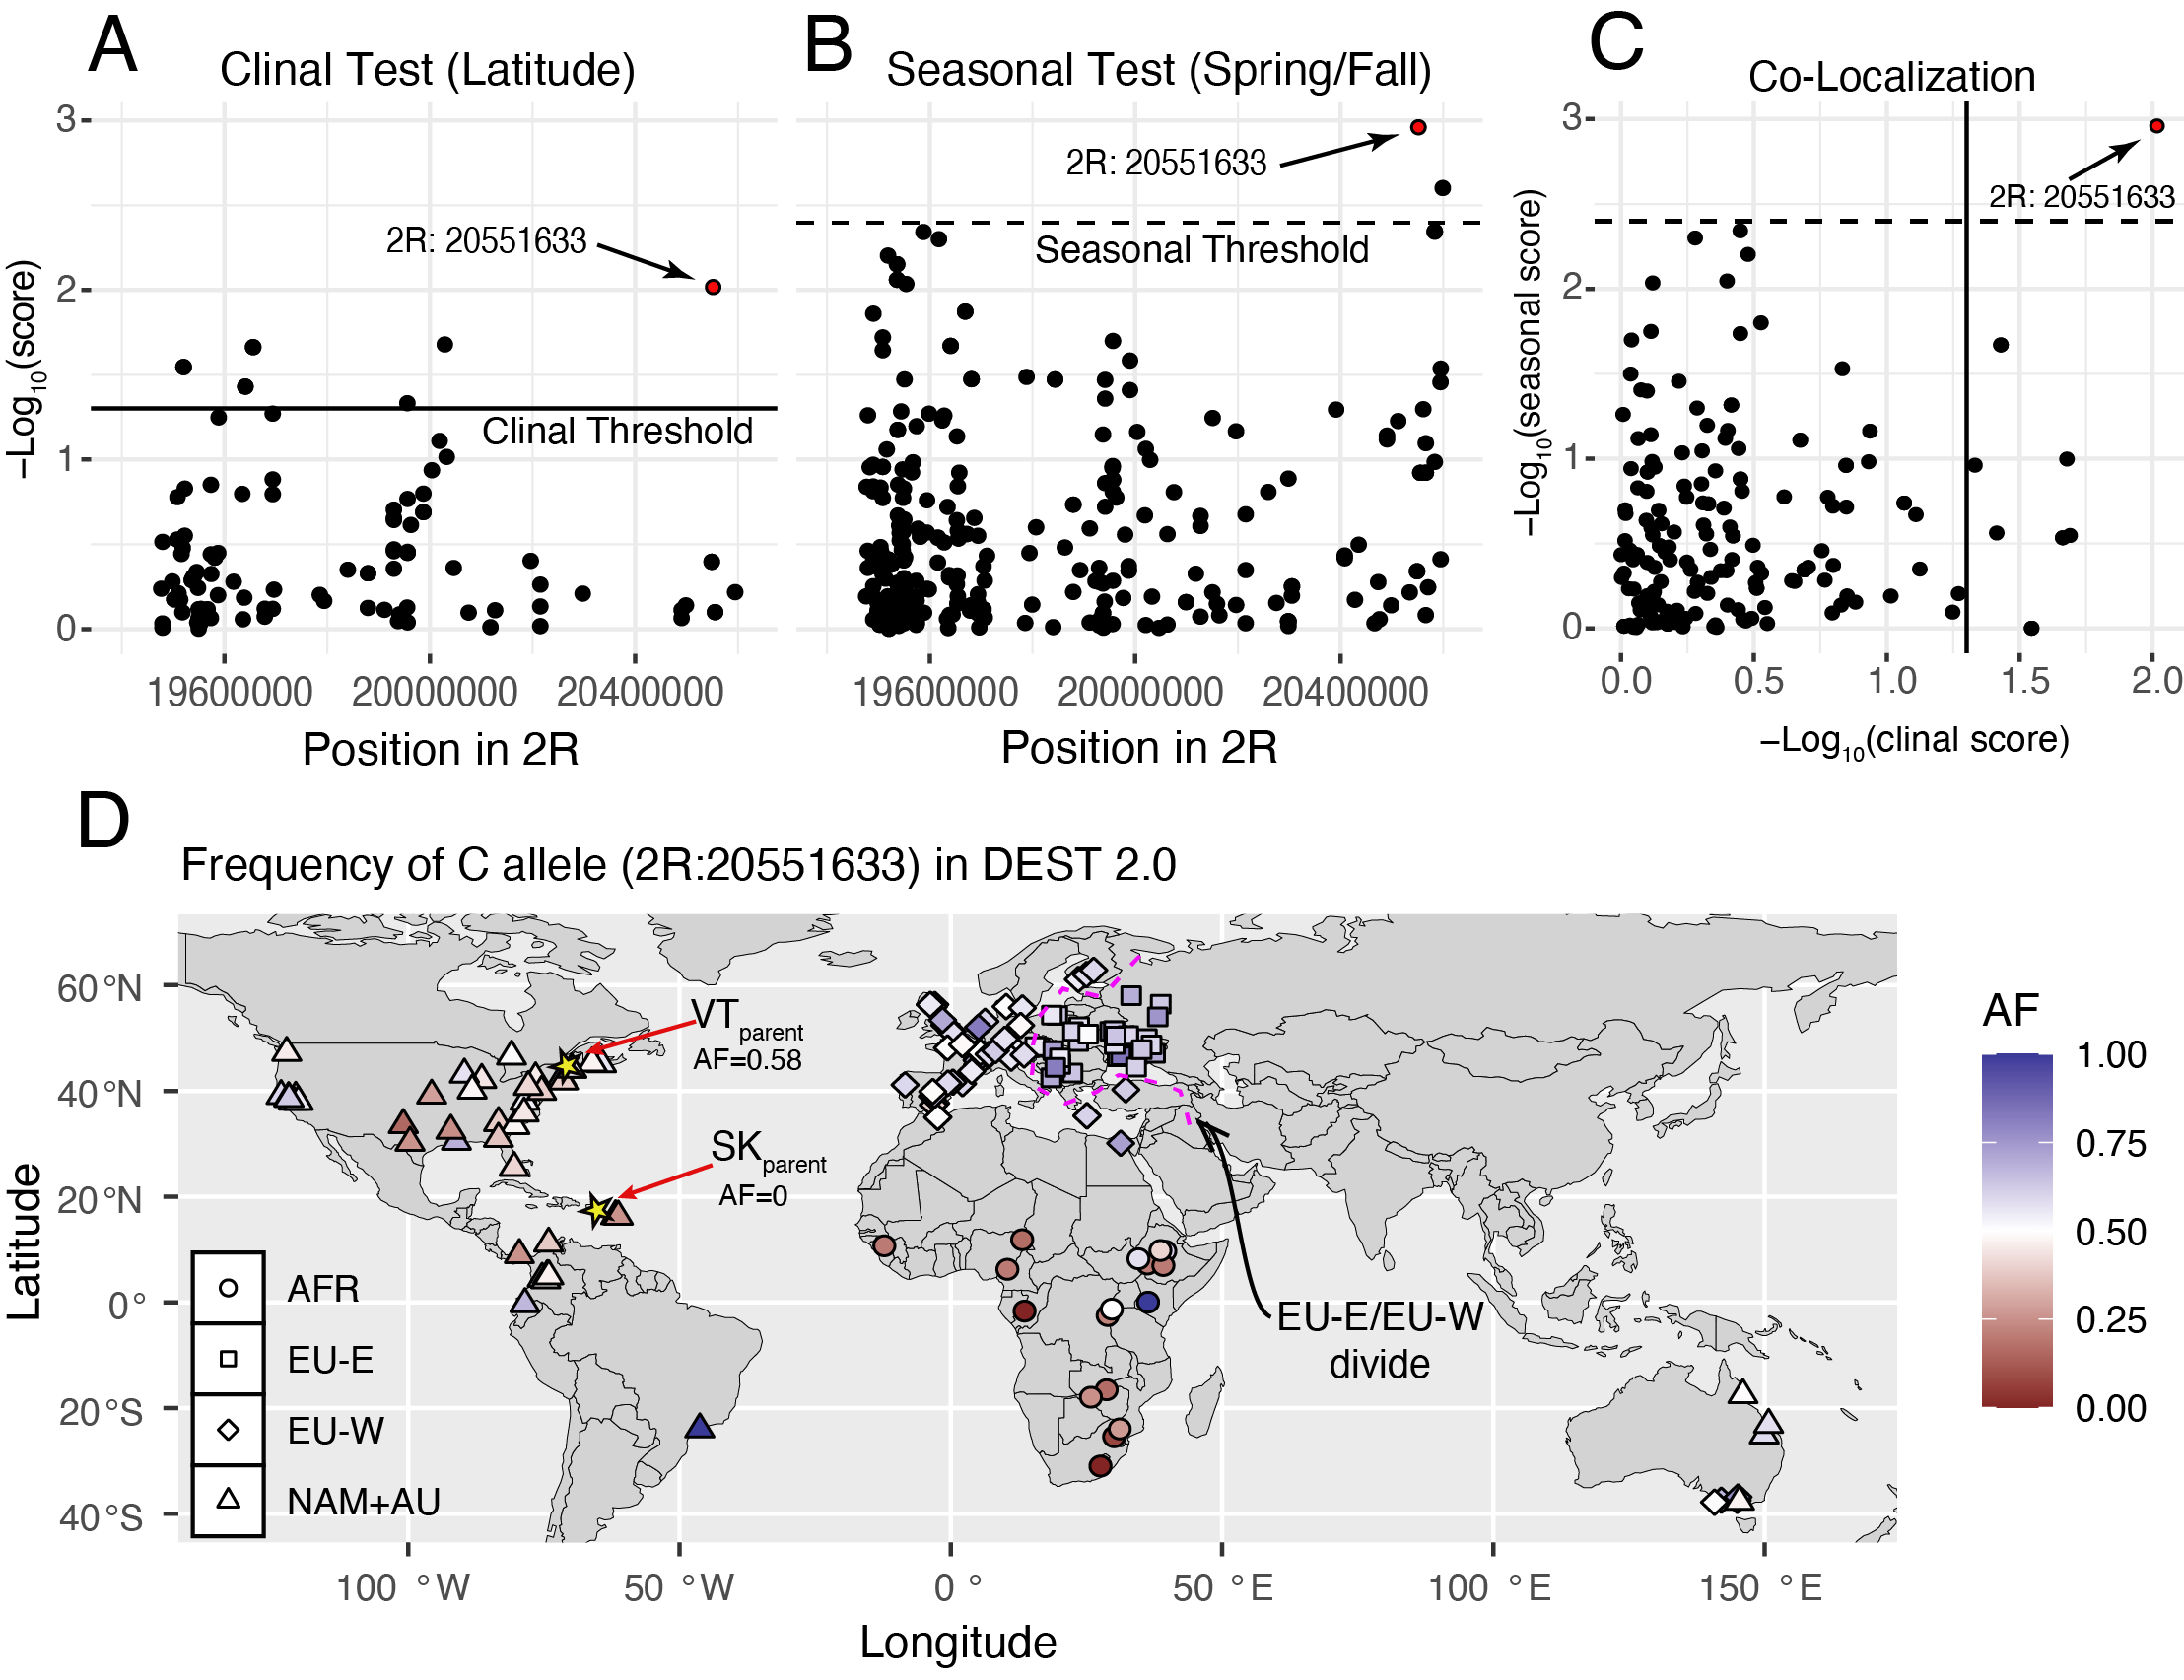 A
Clinal Test (Latitude)
−Log10(score)
3
2
1
0
2R: 20551633
Clinal Threshold
19600000 20000000 20400000
Position in 2R
B
Seasonal Test (Spring/Fall)
2R: 20551633
Seasonal Threshold
19600000 20000000 20400000
Position in 2R
C
Co-Localization
−Log10(seasonal score)
3
2
1
0
2R: 20551633
0.0 0.5 1.0 1.5 2.0
−Log10(clinal score)
D
Frequency of C allele (2R:20551633) in DEST 2.0
Latitude
60°N
40°N
20°N
0°
20°S
40°S
VTparent
AF=0.58
SKparent
AF=0
EU-E/EU-W
divide
AFR
EU-E
EU-W
NAM+AU
100°W 50°W 0° 50°E 100°E 150°E
Longitude
AF
1.00
0.75
0.50
0.25
0.00